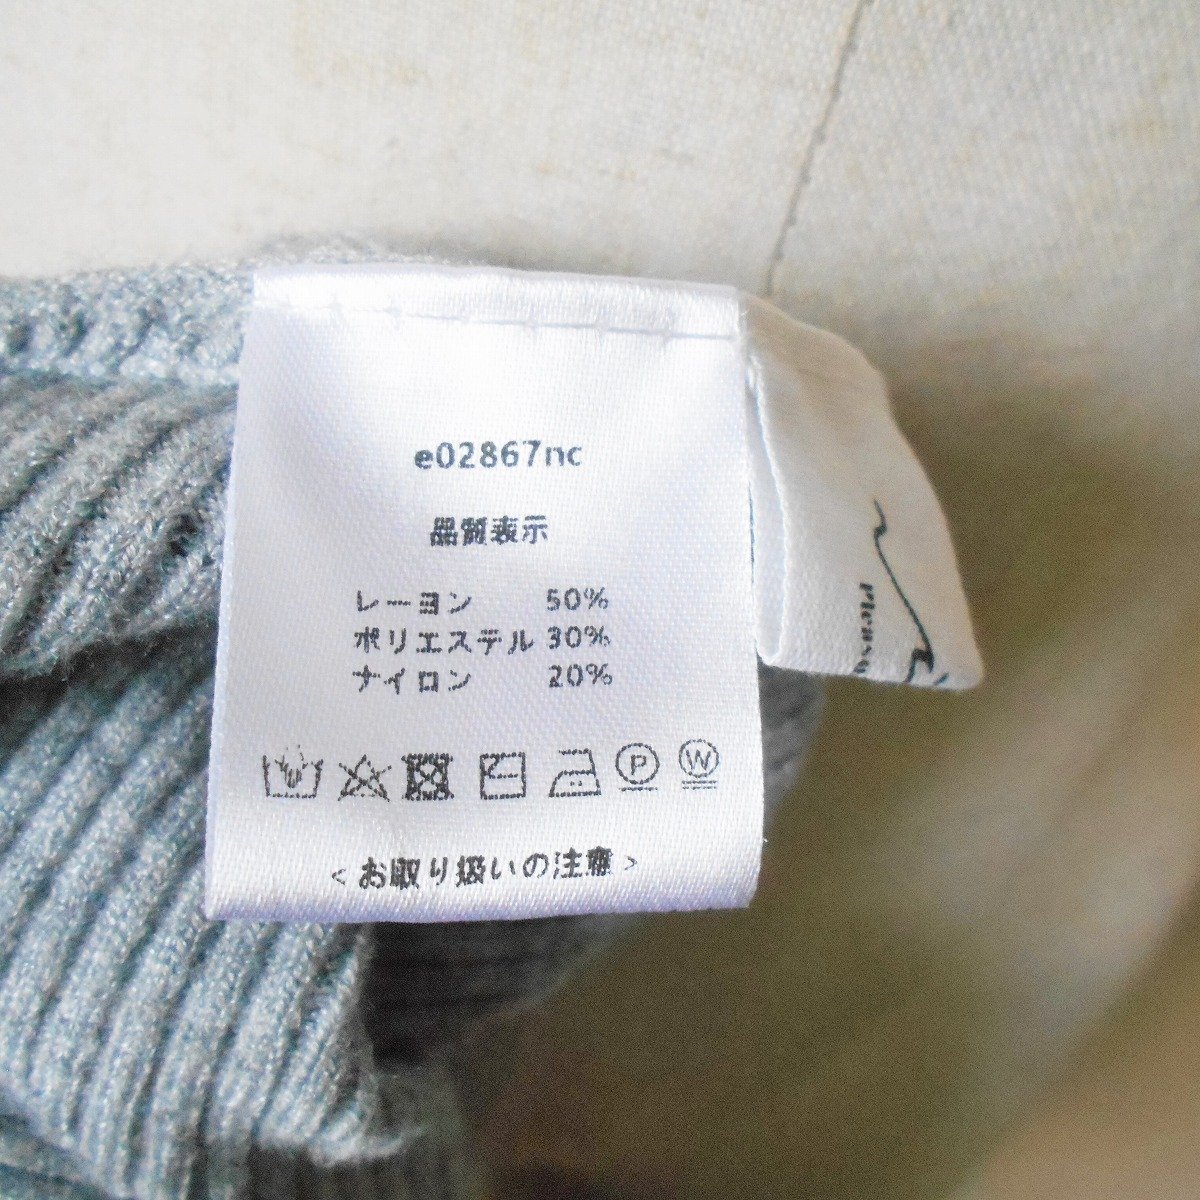 e02867nc
品質表示
レーヨン 50%
ポリエステル 30%
ナイロン 20%
P W
<お取り扱いの注意>